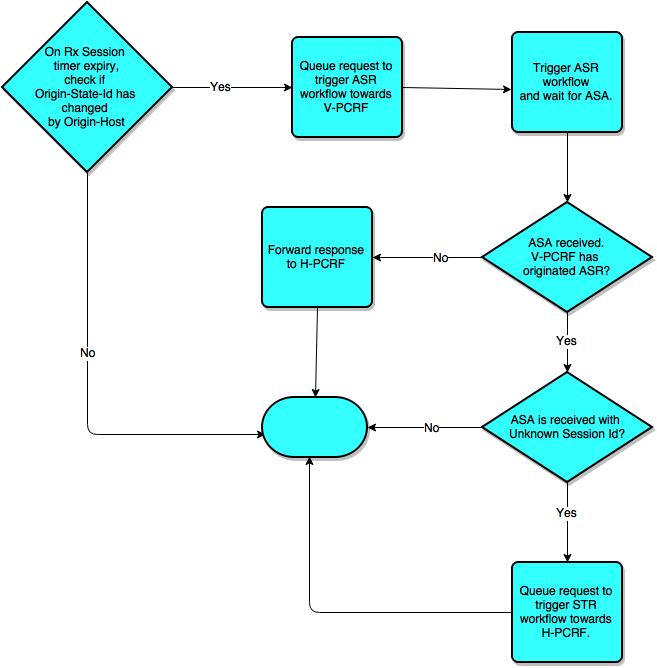 On Rx Session
timer expiry,
check if
Origin-State-Id has
changed
by Origin-Host
Yes
Queue request to
trigger ASR
workflow towards
V-PCRF
Trigger ASR
workflow
and wait for ASA.
ASA received.
V-PCRF has
originated ASR?
No
Forward response
to H-PCRF
Yes
No
ASA is received with
Unknown Session Id?
No
Yes
Queue request to
trigger STR
workflow towards
H-PCRF.